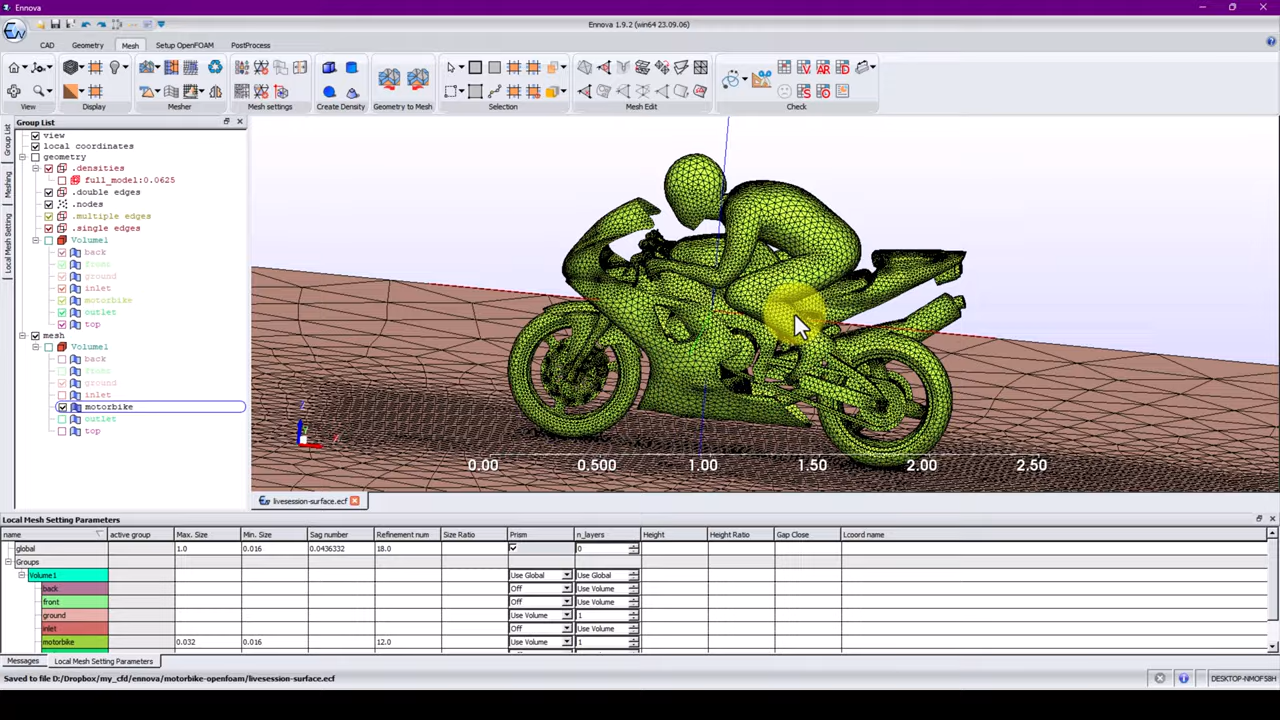 Ennova
Ennova 1.9.2 (win64 23.09.06)
CAD Geometry Mesh Setup OpenFOAM PostProcess
View Display Mesher Mesh settings Create Density Geometry to Mesh Selection Mesh Edit Check
Group List
Group List
Meshing
Local Mesh Setting
view
local coordinates
geometry
.densities
full_model:0.0625
.double edges
.nodes
.multiple edges
.single edges
Volume1
back
front
ground
inlet
motorbike
outlet
top
mesh
Volume1
back
front
ground
inlet
motorbike
outlet
top
0.00 0.500 1.00 1.50 2.00 2.50
livesession-surface.ecf
Local Mesh Setting Parameters
name active group Max. Size Min. Size Sag number Refinement num Size Ratio Prism n_layers Height Height Ratio Gap Close Lcoord name
global 1.0 0.016 0.0436332 18.0 0
Groups
Volume1 Use Global Use Global
back Off Use Volume
front Off Use Volume
ground Use Volume 1
inlet Off Use Volume
motorbike 0.032 0.016 12.0 Use Volume 1
Messages Local Mesh Setting Parameters
Saved to file D:/Dropbox/my_cfd/ennova/motorbike-openfoam/livesession-surface.ecf
DESKTOP-NMOF58H